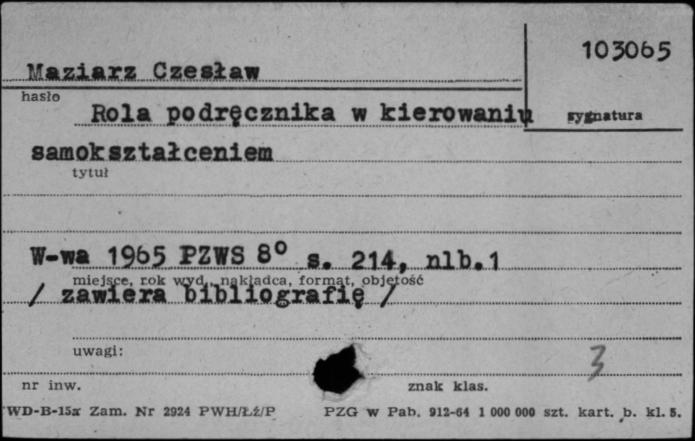 103065
Maziarz Czesław
hasło
Rola podręcznika w kierowaniu
sygnatura
samokształceniem
tytuł
W-wa 1965 PZWS 8° s. 214, nlb.1
miejsce, rok wyd., nakładca, format, objętość
/ zawiera bibliografię /
uwagi:
3
nr inw.
znak klas.
WD-B-15a Zam. Nr 2924 PWH/Łź/P PZG w Pab. 912-64 1 000 000 szt. kart. b. kl. 5.